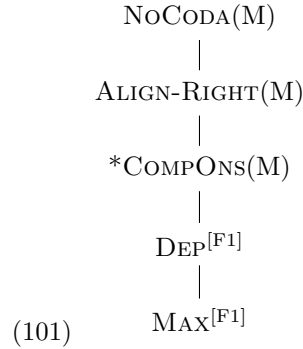 NOCODA(M)
ALIGN-RIGHT(M)
*COMPONS(M)
DEP[F1]
(101) MAX[F1]